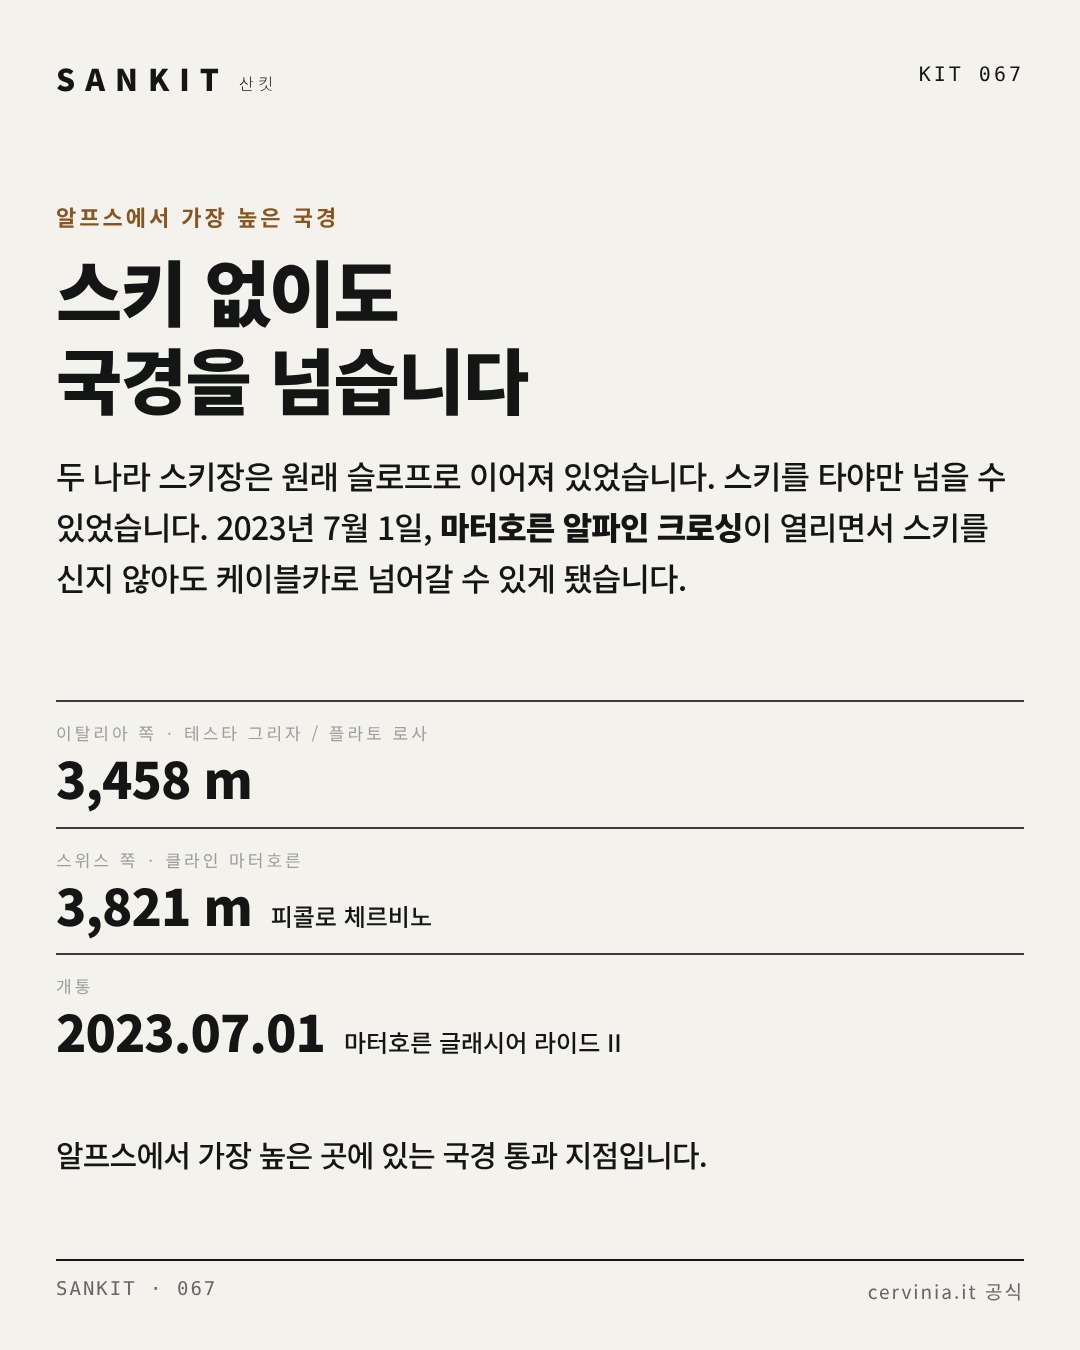 SANKIT 산킷
KIT 067
알프스에서 가장 높은 국경
스키 없이도
국경을 넘습니다
두 나라 스키장은 원래 슬로프로 이어져 있었습니다. 스키를 타야만 넘을 수
있었습니다. 2023년 7월 1일, 마터호른 알파인 크로싱이 열리면서 스키를
신지 않아도 케이블카로 넘어갈 수 있게 됐습니다.
이탈리아 쪽 · 테스타 그리자 / 플라토 로사
3,458 m
스위스 쪽 · 클라인 마터호른
3,821 m 피콜로 체르비노
개통
2023.07.01 마터호른 글래시어 라이드 II
알프스에서 가장 높은 곳에 있는 국경 통과 지점입니다.
SANKIT · 067
cervinia.it 공식